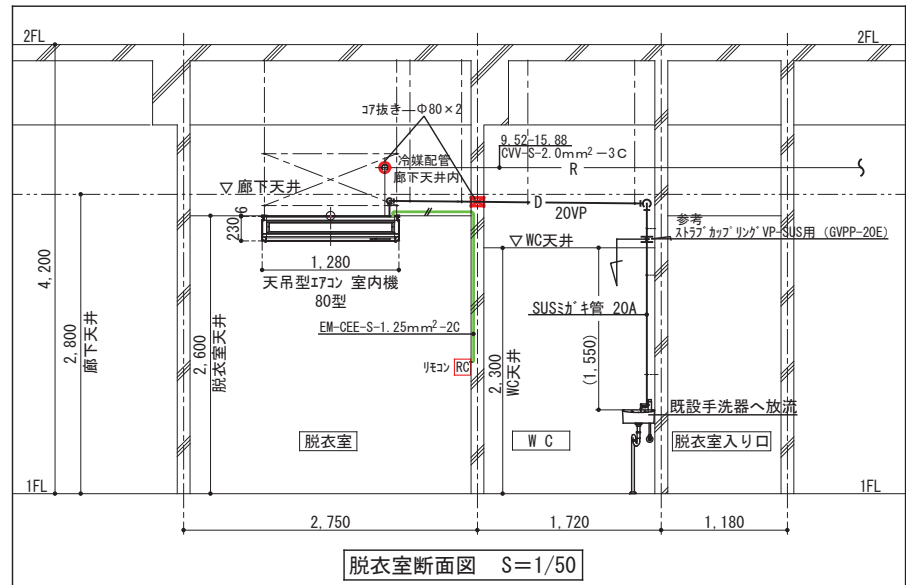 2FL
2FL
コア抜き―Φ80×2
9.52-15.88
CVV-S-2.0mm²-3C
R
冷媒配管
廊下天井内
▽廊下天井
D
20VP
参考
ストラブカップリングVP-SUS用 (GVPP-20E)
230
6
▽WC天井
1,280
天吊型エアコン 室内機
80型
4,200
2,800
廊下天井
2,600
脱衣室天井
EM-CEE-S-1.25mm²-2C
SUSミガキ管 20A
リモコン RC
2,300
WC天井
(1,550)
既設手洗器へ放流
脱衣室
WC
脱衣室入り口
1FL
1FL
2,750
1,720
1,180
脱衣室断面図 S=1/50